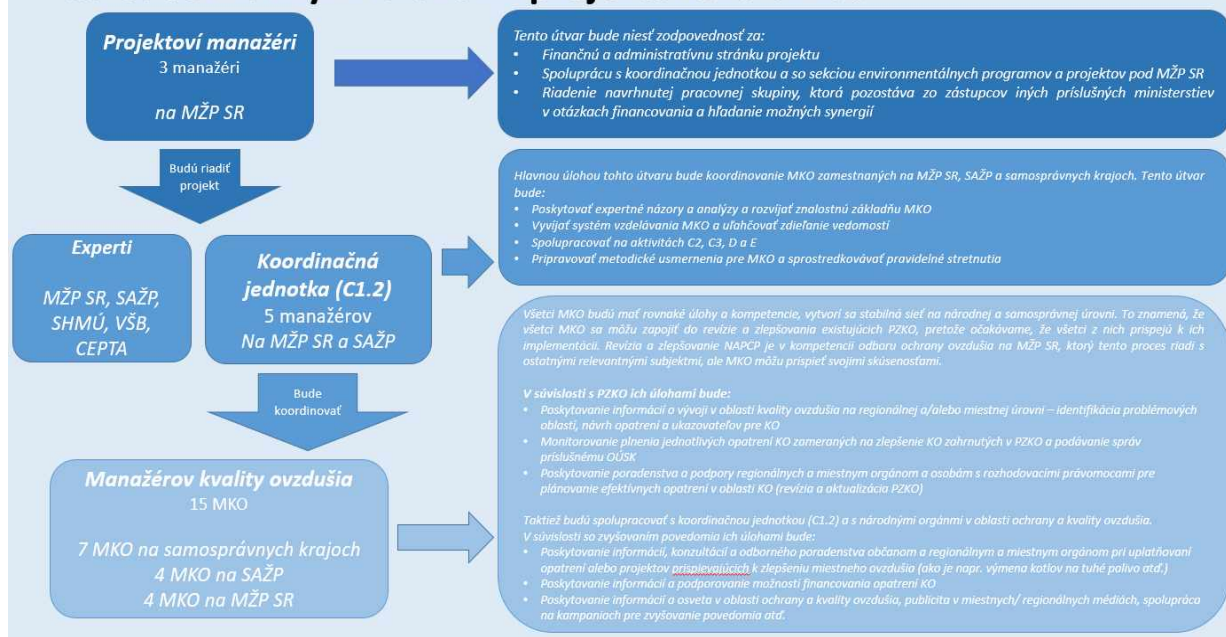 Projektoví manažéri
3 manažéri
na MŽP SR
Tento útvar bude niesť zodpovednosť za:
• Finančnú a administratívnu stránku projektu
• Spoluprácu s koordinačnou jednotkou a so sekciou environmentálnych programov a projektov pod MŽP SR
• Riadenie navrhnutej pracovnej skupiny, ktorá pozostáva zo zástupcov iných príslušných ministerstiev
v otázkach financovania a hľadanie možných synergií
Budú riadiť
projekt
Experti
MŽP SR, SAŽP,
SHMÚ, VŠB,
CEPTA
Koordinačná
jednotka (C1.2)
5 manažérov
Na MŽP SR a SAŽP
Hlavnou úlohou tohto útvaru bude koordinovanie MKO zamestnaných na MŽP SR, SAŽP a samosprávnych krajoch. Tento útvar
bude:
• Poskytovať expertné názory a analýzy a rozvíjať znalostnú základňu MKO
• Vyvíjať systém vzdelávania MKO a uľahčovať zdieľanie vedomostí
• Spolupracovať na aktivitách C2, C3, D a E
• Pripravovať metodické usmernenia pre MKO a sprostredkovávať pravidelné stretnutia
Bude
koordinovať
Manažérov kvality ovzdušia
15 MKO
7 MKO na samosprávnych krajoch
4 MKO na SAŽP
4 MKO na MŽP SR
Všetci MKO budú mať rovnaké úlohy a kompetencie, vytvorí sa stabilná sieť na národnej a samosprávnej úrovni. To znamená, že
všetci MKO sa môžu zapojiť do revízie a zlepšovania existujúcich PZKO, pretože očakávame, že všetci z nich prispejú k ich
implementácii. Revízia a zlepšovanie NAPCP je v kompetencii odboru ochrany ovzdušia na MŽP SR, ktorý tento proces riadi s
ostatnými relevantnými subjektmi, ale MKO môžu prispieť svojimi skúsenosťami.
V súvislosti s PZKO ich úlohami bude:
• Poskytovanie informácií o vývoji v oblasti kvality ovzdušia na regionálnej a/alebo miestnej úrovni – identifikácia problémových
oblastí, návrh opatrení a ukazovateľov pre KO
• Monitorovanie plnenia jednotlivých opatrení KO zameraných na zlepšenie KO zahrnutých v PZKO a podávanie správ
príslušnému OÚSK
• Poskytovanie poradenstva a podpory regionálnych a miestnym orgánom a osobám s rozhodovacími právomocami pre
plánovanie efektívnych opatrení v oblasti KO (revízia a aktualizácia PZKO)
Taktiež budú spolupracovať s koordinačnou jednotkou (C1.2) a s národnými orgánmi v oblasti ochrany a kvality ovzdušia.
V súvislosti so zvyšovaním povedomia ich úlohami bude:
• Poskytovanie informácií, konzultácií a odborného poradenstva občanom a regionálnym a miestnym orgánom pri uplatňovaní
opatrení alebo projektov prispievajúcich k zlepšeniu miestneho ovzdušia (ako je napr. výmena kotlov na tuhé palivo atď.)
• Poskytovanie informácií a podporovanie možností financovania opatrení KO
• Poskytovanie informácií a osveta v oblasti ochrany a kvality ovzdušia, publicita v miestnych/ regionálnych médiách, spolupráca
na kampaniach pre zvyšovanie povedomia atď.